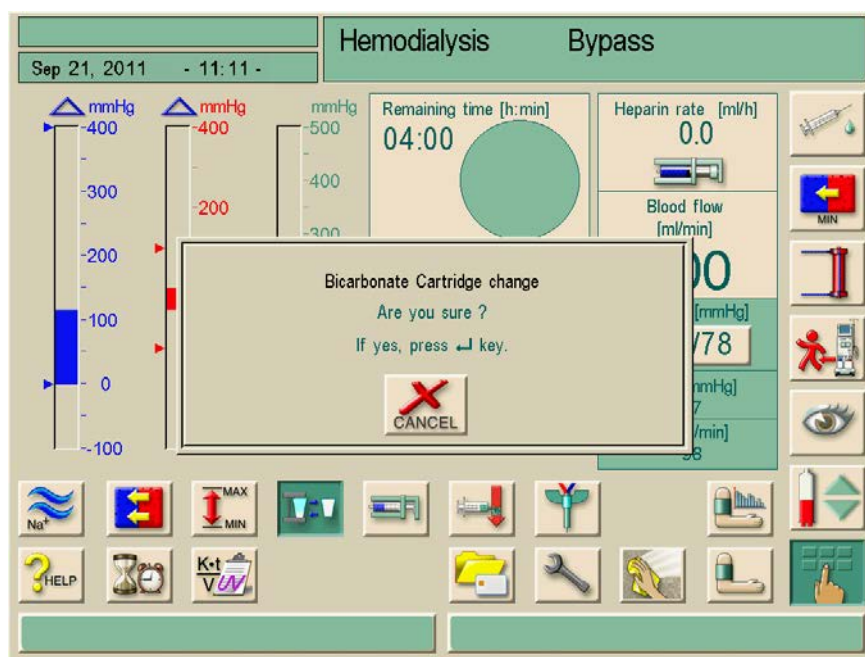 Hemodialysis Bypass
Sep 21, 2011 - 11:11 -
mmHg mmHg mmHg
-400 -400 -500
-300 -400
-200 -300
-200
-100
- 0
--100
Remaining time [h:min]
04:00
Heparin rate [ml/h]
0.0
Blood flow
[ml/min]
[mmHg]
/78
/min]
Bicarbonate Cartridge change
Are you sure ?
If yes, press ↵ key.
CANCEL
MIN
Na+
MAX
MIN
HELP
K•t
V